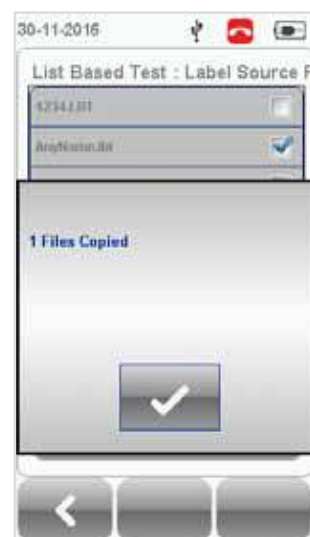 30-11-2016
List Based Test : Label Source F
1234.LBT
AnyName.lbt
1 Files Copied